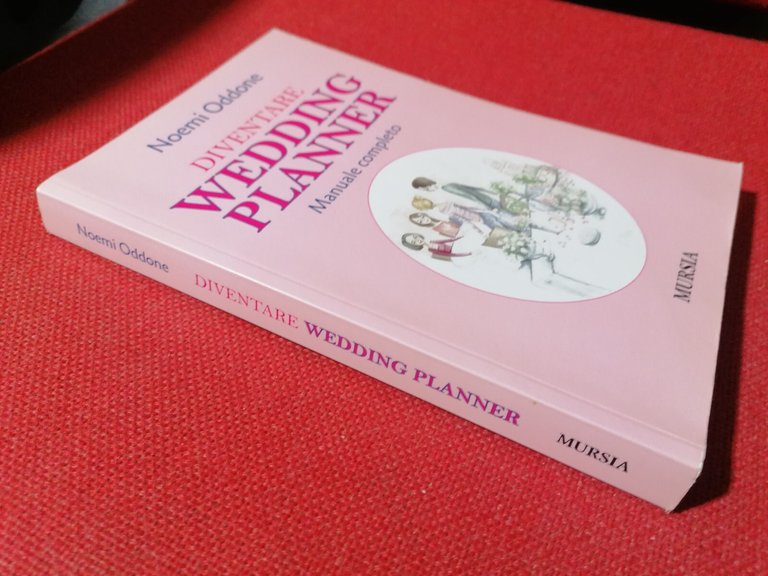 Noemi Oddone
DIVENTARE
WEDDING
PLANNER
Manuale completo
MURSIA
Noemi Oddone DIVENTARE WEDDING PLANNER MURSIA